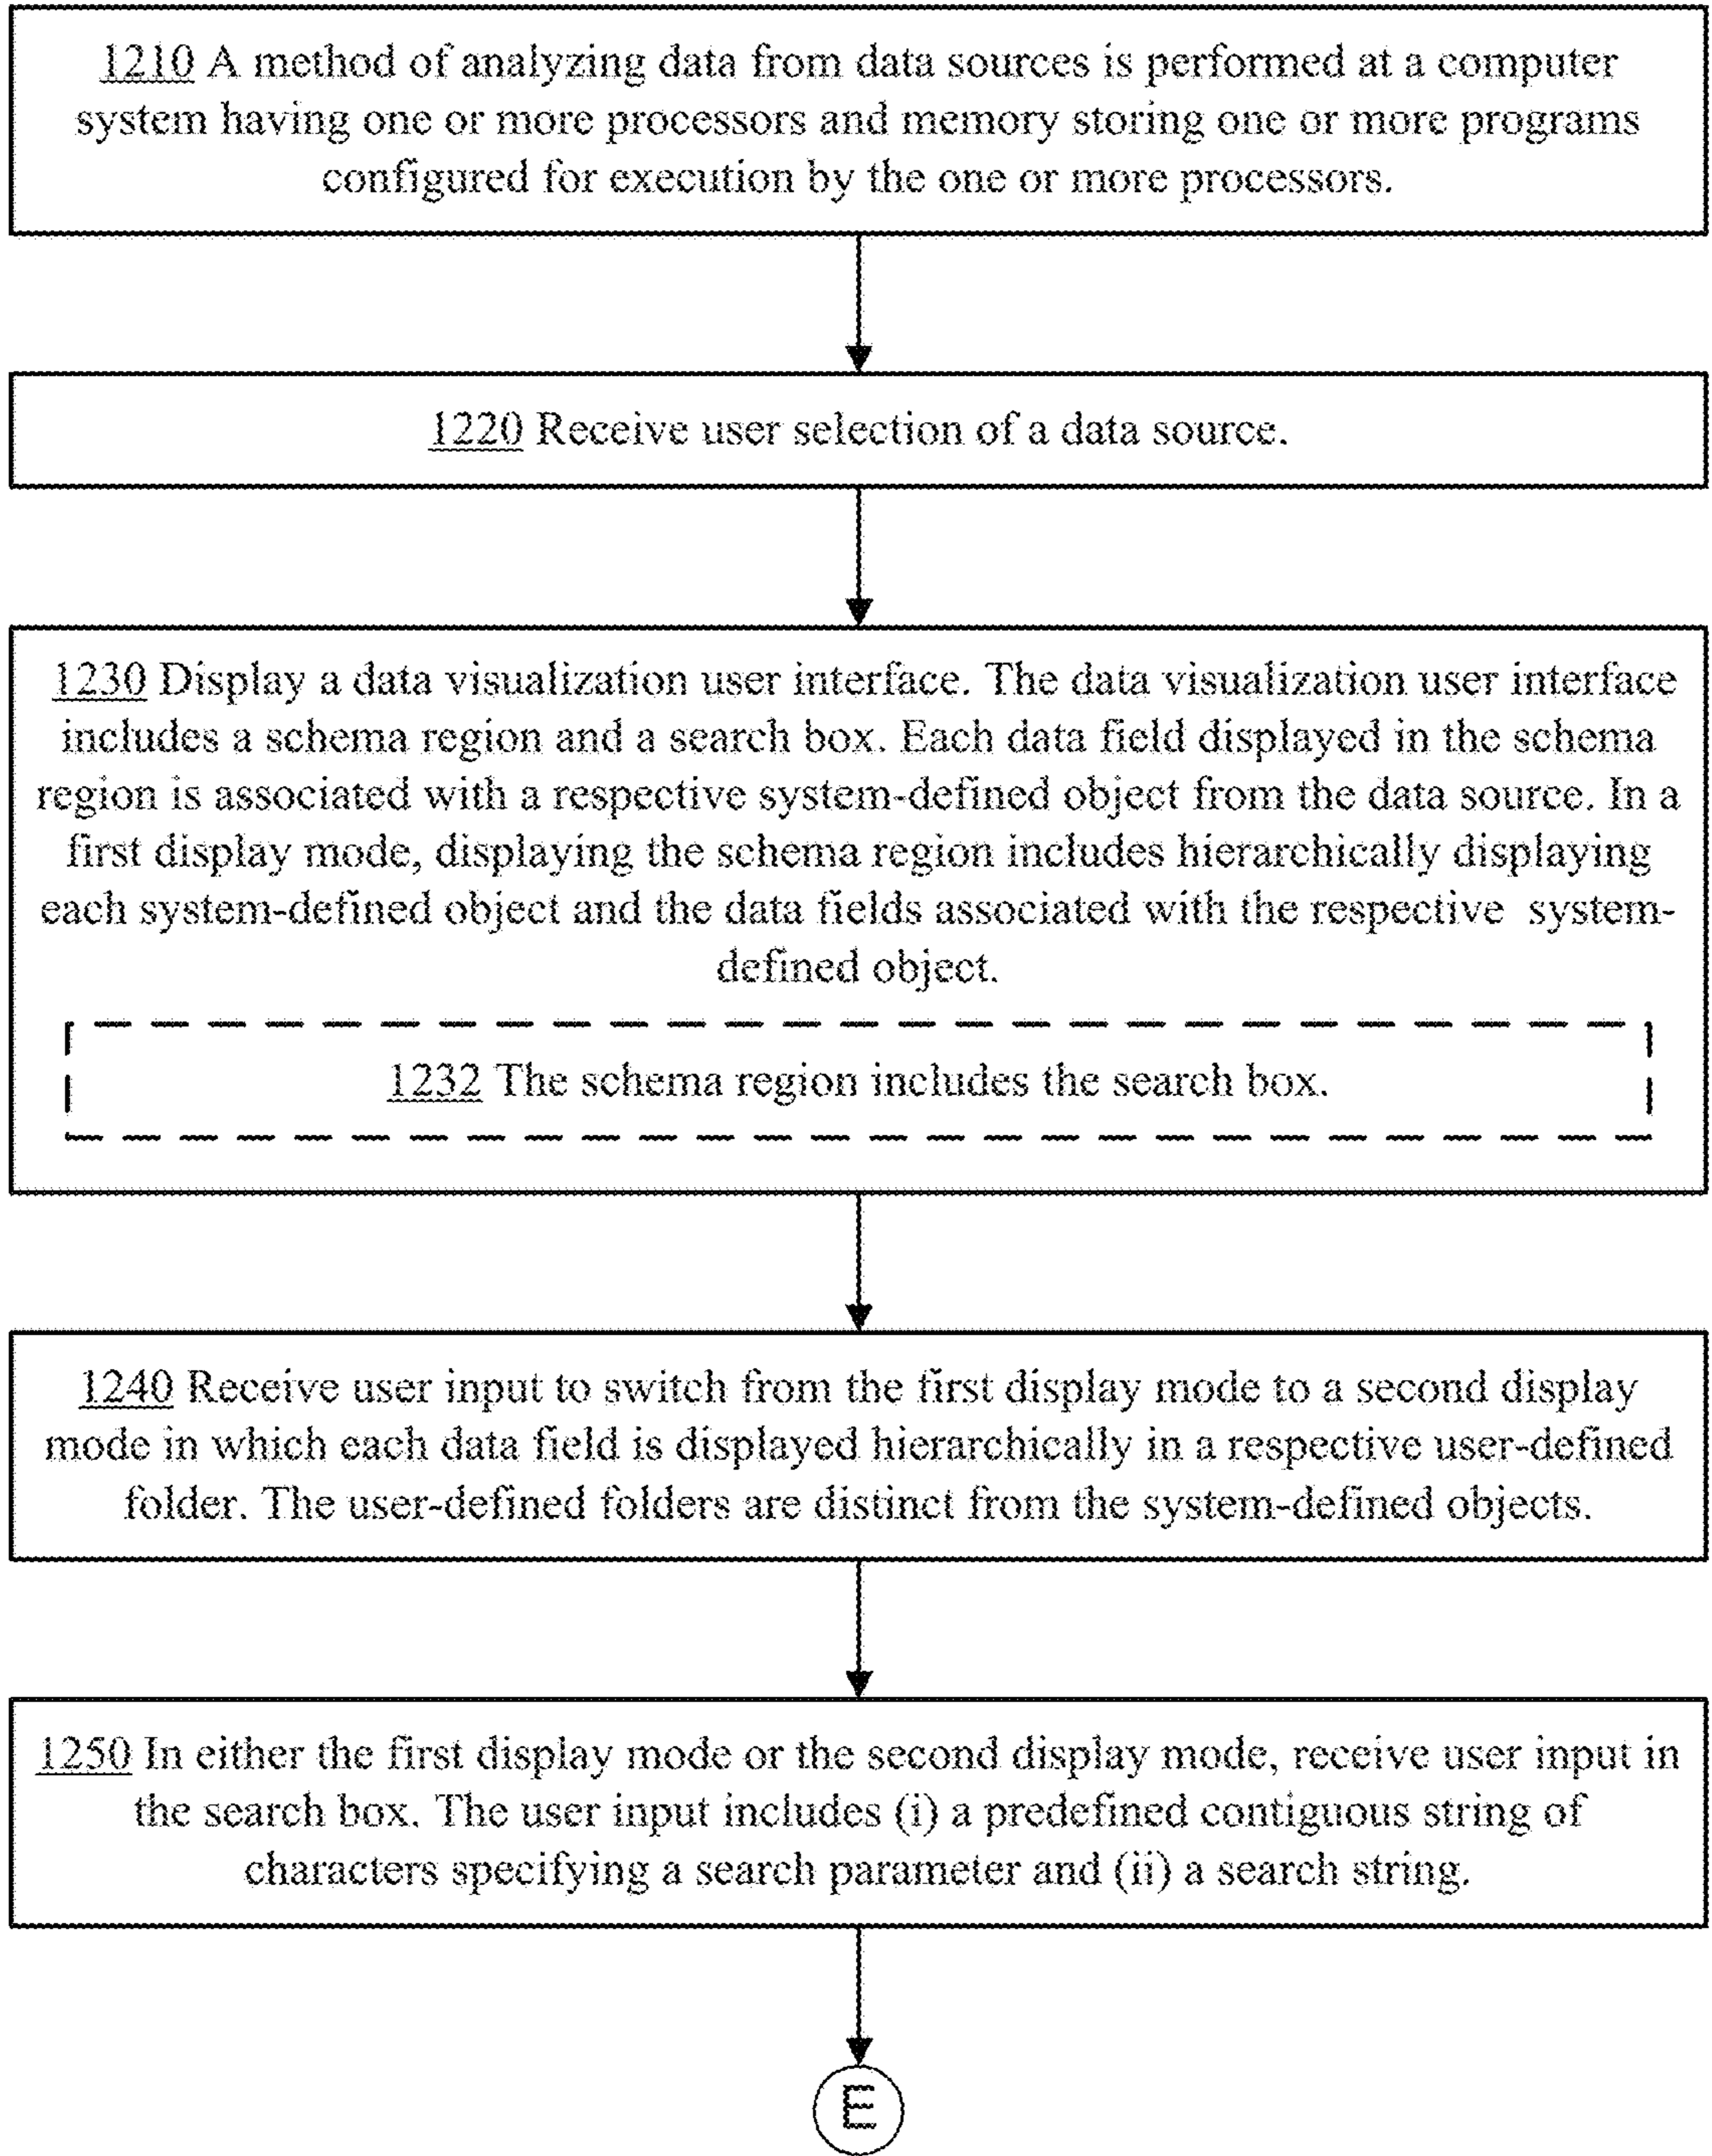 1210 A method of analyzing data from data sources is performed at a computer
system having one or more processors and memory storing one or more programs
configured for execution by the one or more processors.
1220 Receive user selection of a data source.
1230 Display a data visualization user interface. The data visualization user interface
includes a schema region and a search box. Each data field displayed in the schema
region is associated with a respective system-defined object from the data source. In a
first display mode, displaying the schema region includes hierarchically displaying
each system-defined object and the data fields associated with the respective system-
defined object.
1232 The schema region includes the search box.
1240 Receive user input to switch from the first display mode to a second display
mode in which each data field is displayed hierarchically in a respective user-defined
folder. The user-defined folders are distinct from the system-defined objects.
1250 In either the first display mode or the second display mode, receive user input in
the search box. The user input includes (i) a predefined contiguous string of
characters specifying a search parameter and (ii) a search string.
E